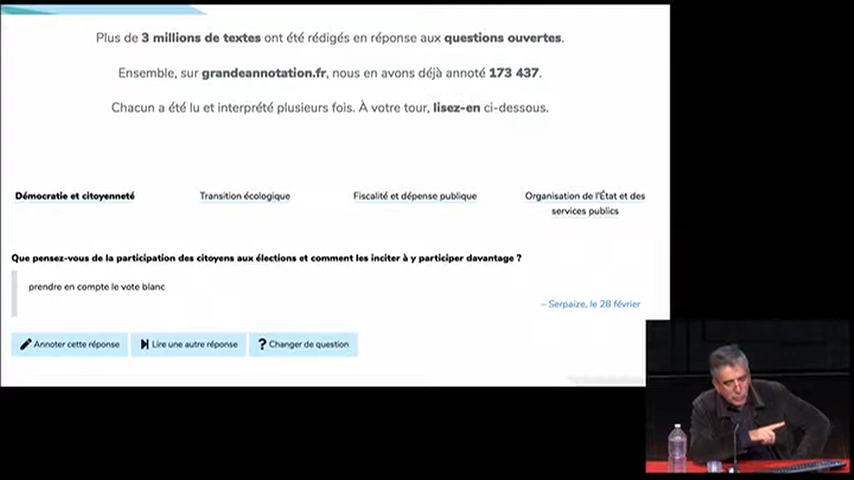 Plus de 3 millions de textes ont été rédigés en réponse aux questions ouvertes.
Ensemble, sur grandeannotation.fr, nous en avons déjà annoté 173 437.
Chacun a été lu et interprété plusieurs fois. À votre tour, lisez-en ci-dessous.
Démocratie et citoyenneté
Transition écologique
Fiscalité et dépense publique
Organisation de l'État et des
services publics
Que pensez-vous de la participation des citoyens aux élections et comment les inciter à y participer davantage ?
prendre en compte le vote blanc
– Serpaize, le 28 février
Annoter cette réponse
Lire une autre réponse
Changer de question